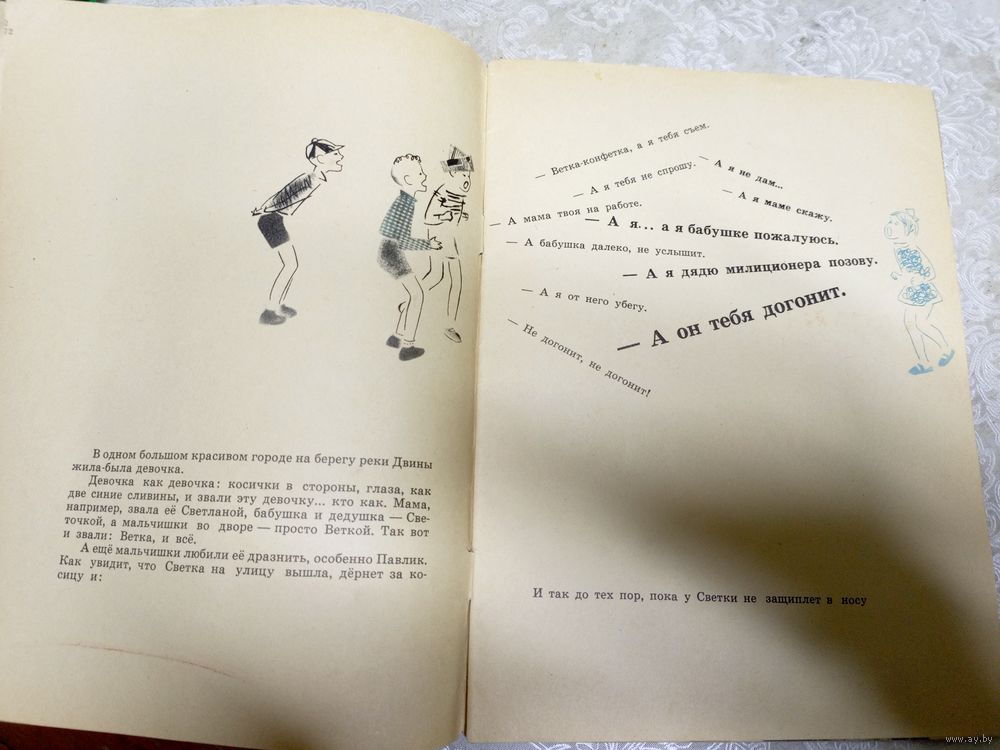 В одном большом красивом городе на берегу реки Двины
жила-была девочка.
Девочка как девочка: косички в стороны, глаза, как
две синие сливины, и звали эту девочку... кто как. Мама,
например, звала её Светланой, бабушка и дедушка — Све-
точкой, а мальчишки во дворе — просто Веткой. Так вот
и звали: Ветка, и всё.
А ещё мальчишки любили её дразнить, особенно Павлик.
Как увидит, что Светка на улицу вышла, дёрнет за ко-
сицу и:
— Ветка-конфетка, а я тебя съем.
— А я не дам...
— А я тебя не спрошу.
— А я маме скажу.
— А мама твоя на работе.
— А я... а я бабушке пожалуюсь.
— А бабушка далеко, не услышит.
— А я дядю милиционера позову.
— А я от него убегу.
— А он тебя догонит.
— Не догонит, не догонит!
И так до тех пор, пока у Светки не защиплет в носу
www.ay.by